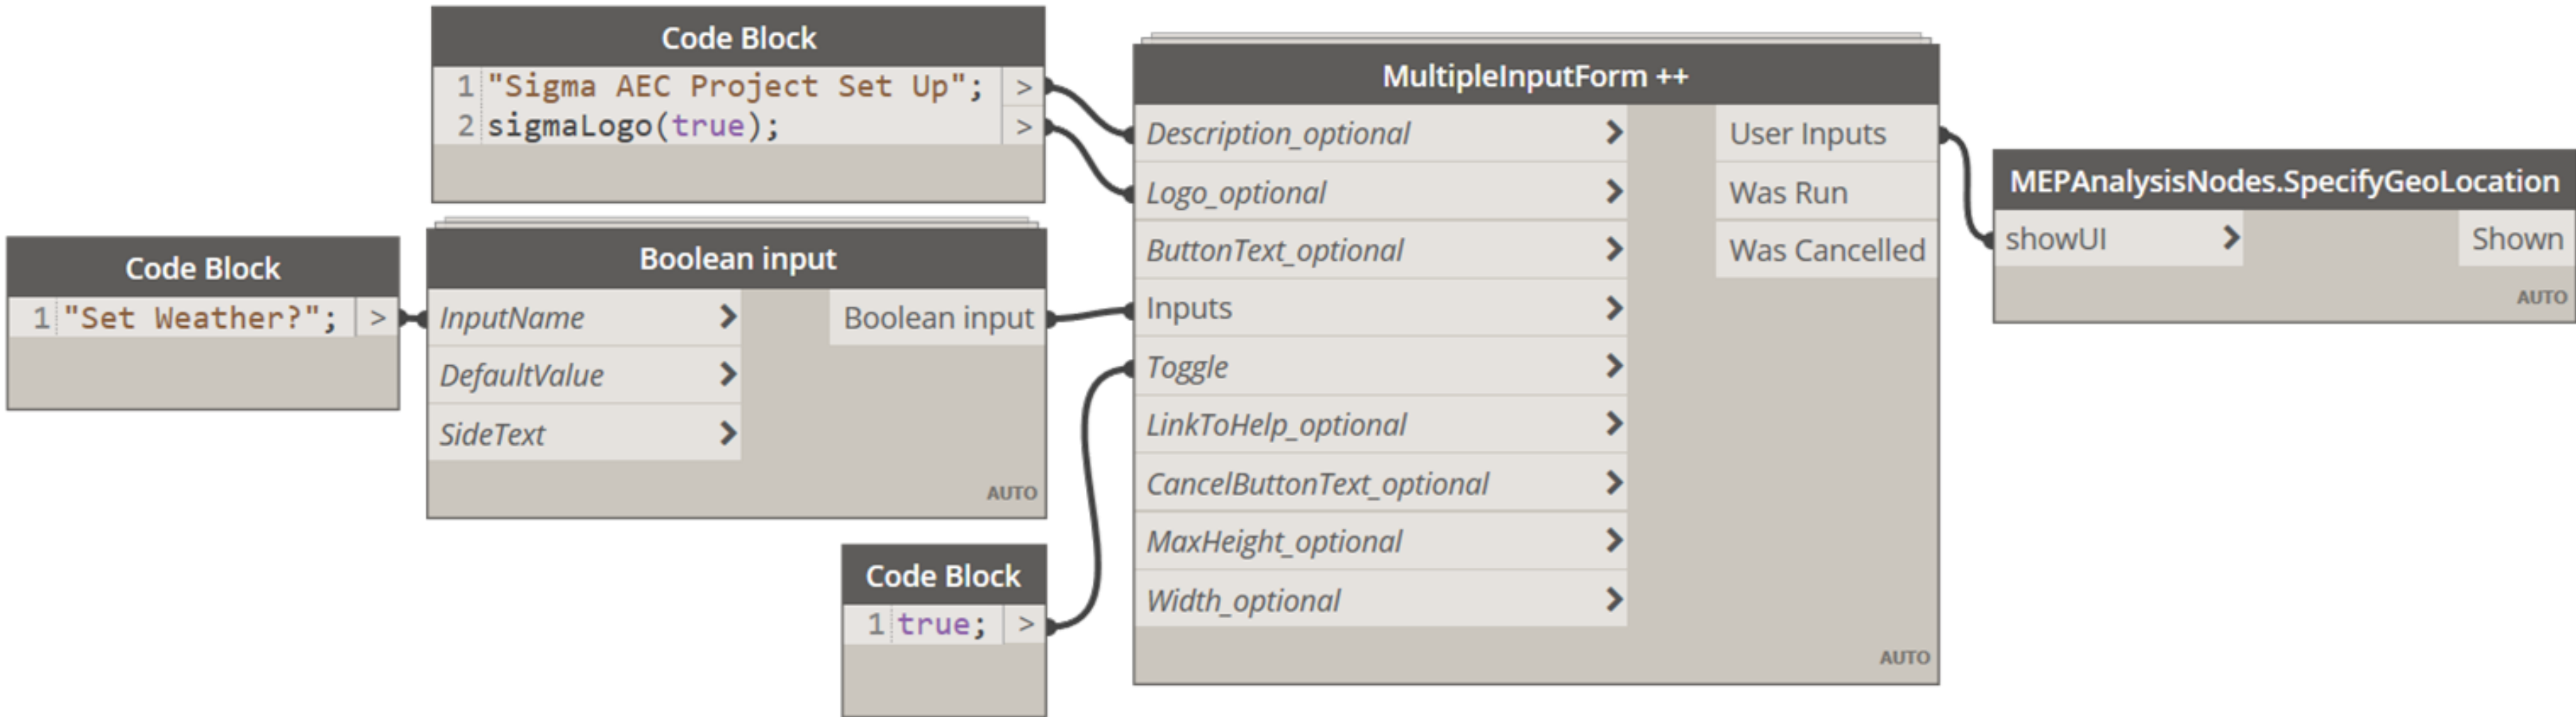 Code Block
1 "Sigma AEC Project Set Up"; >
2 sigmaLogo(true); >
Code Block
1 "Set Weather?"; >
Boolean input
InputName Boolean input
DefaultValue
SideText
AUTO
Code Block
1 true; >
MultipleInputForm ++
Description_optional User Inputs
Logo_optional Was Run
ButtonText_optional Was Cancelled
Inputs
Toggle
LinkToHelp_optional
CancelButtonText_optional
MaxHeight_optional
Width_optional
AUTO
MEPAnalysisNodes.SpecifyGeoLocation
showUI Shown
AUTO